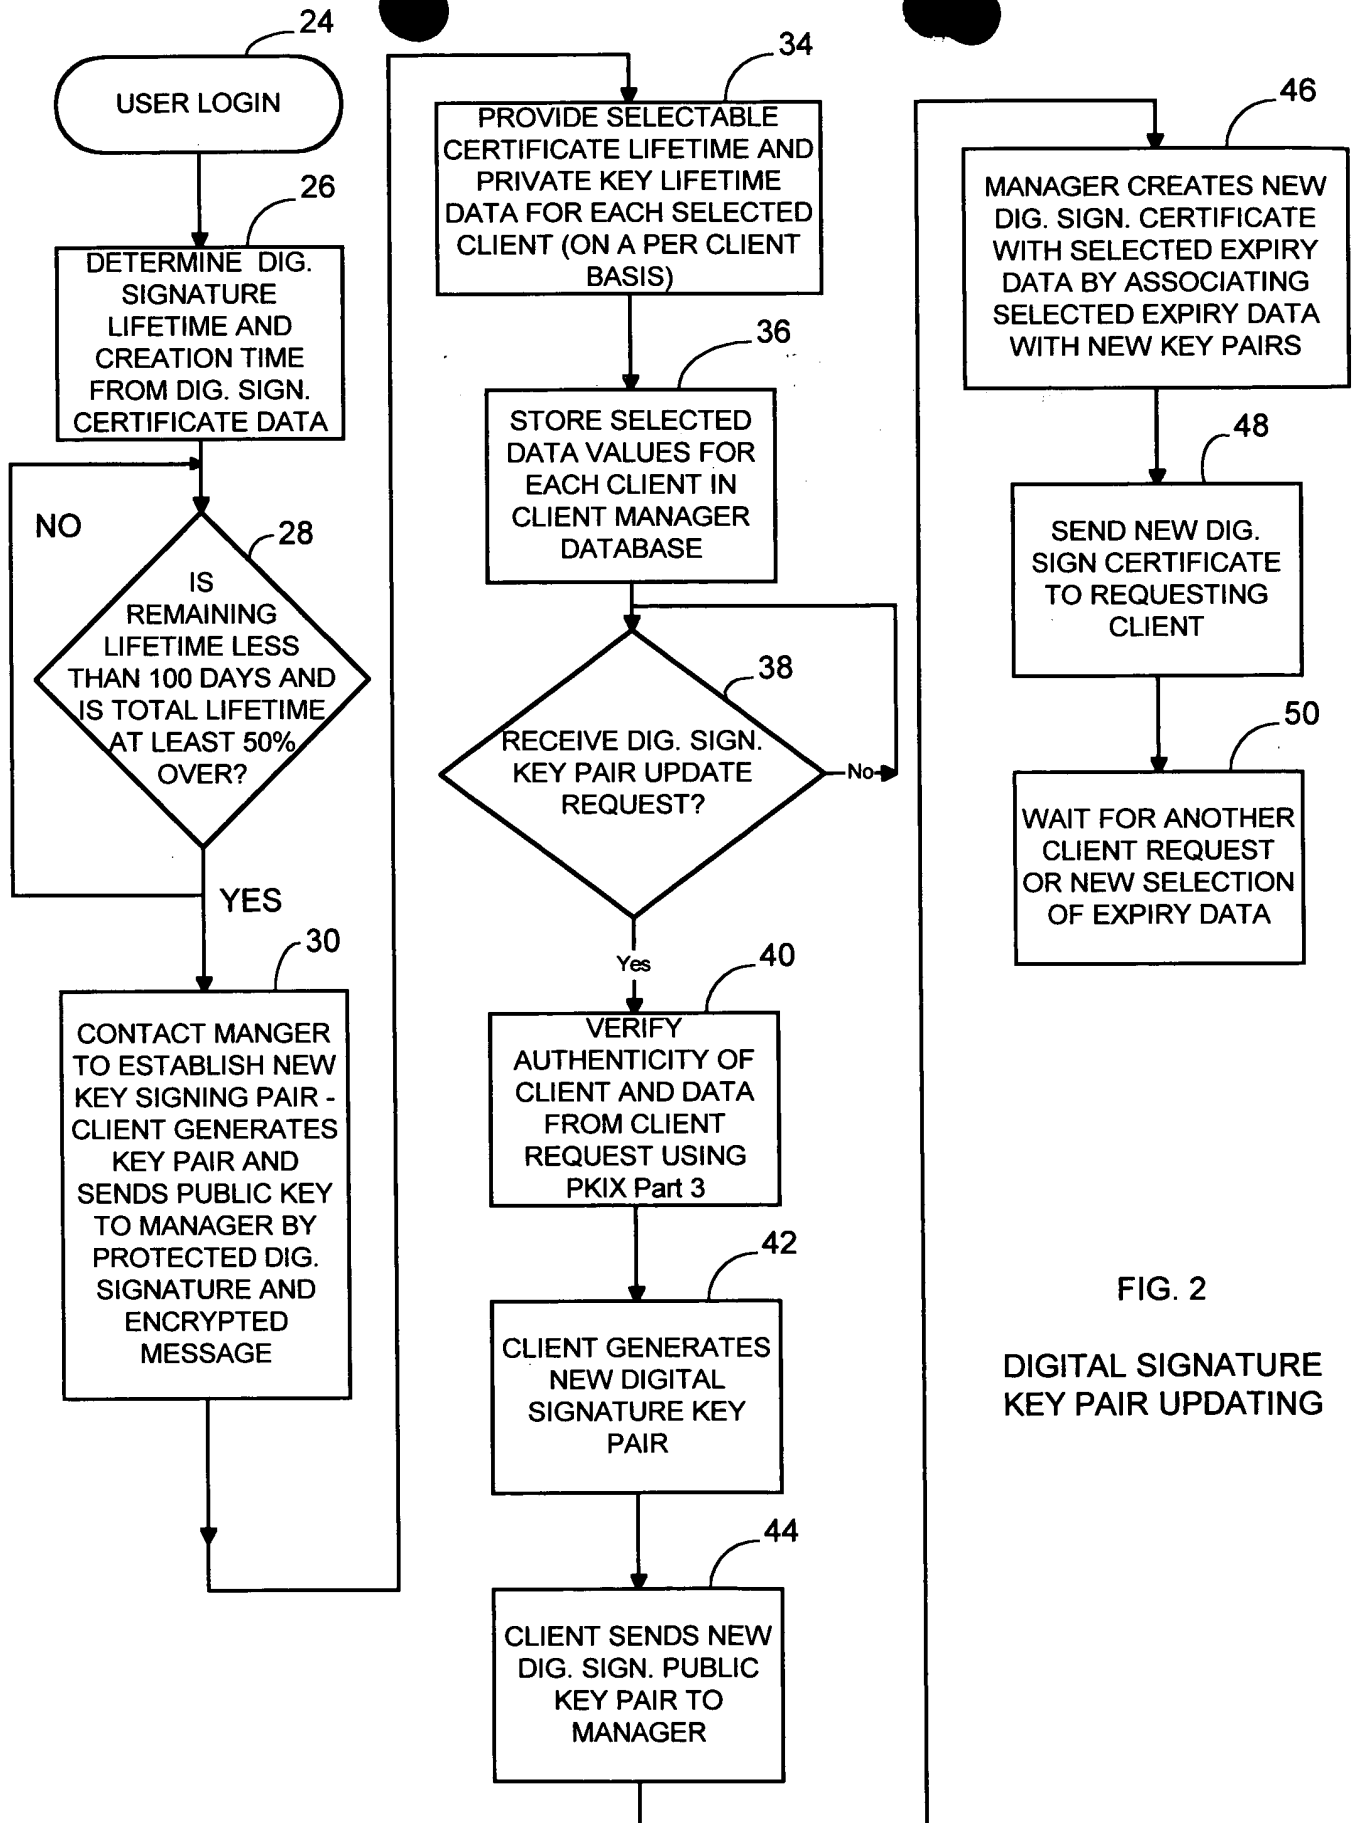 24
USER LOGIN
26
DETERMINE DIG.
SIGNATURE
LIFETIME AND
CREATION TIME
FROM DIG. SIGN.
CERTIFICATE DATA
NO
28
IS
REMAINING
LIFETIME LESS
THAN 100 DAYS AND
IS TOTAL LIFETIME
AT LEAST 50%
OVER?
YES
30
CONTACT MANGER
TO ESTABLISH NEW
KEY SIGNING PAIR -
CLIENT GENERATES
KEY PAIR AND
SENDS PUBLIC KEY
TO MANAGER BY
PROTECTED DIG.
SIGNATURE AND
ENCRYPTED
MESSAGE
34
PROVIDE SELECTABLE
CERTIFICATE LIFETIME AND
PRIVATE KEY LIFETIME
DATA FOR EACH SELECTED
CLIENT (ON A PER CLIENT
BASIS)
36
STORE SELECTED
DATA VALUES FOR
EACH CLIENT IN
CLIENT MANAGER
DATABASE
38
RECEIVE DIG. SIGN.
KEY PAIR UPDATE
REQUEST?
No
Yes
40
VERIFY
AUTHENTICITY OF
CLIENT AND DATA
FROM CLIENT
REQUEST USING
PKIX Part 3
42
CLIENT GENERATES
NEW DIGITAL
SIGNATURE KEY
PAIR
44
CLIENT SENDS NEW
DIG. SIGN. PUBLIC
KEY PAIR TO
MANAGER
46
MANAGER CREATES NEW
DIG. SIGN. CERTIFICATE
WITH SELECTED EXPIRY
DATA BY ASSOCIATING
SELECTED EXPIRY DATA
WITH NEW KEY PAIRS
48
SEND NEW DIG.
SIGN CERTIFICATE
TO REQUESTING
CLIENT
50
WAIT FOR ANOTHER
CLIENT REQUEST
OR NEW SELECTION
OF EXPIRY DATA
FIG. 2
DIGITAL SIGNATURE
KEY PAIR UPDATING